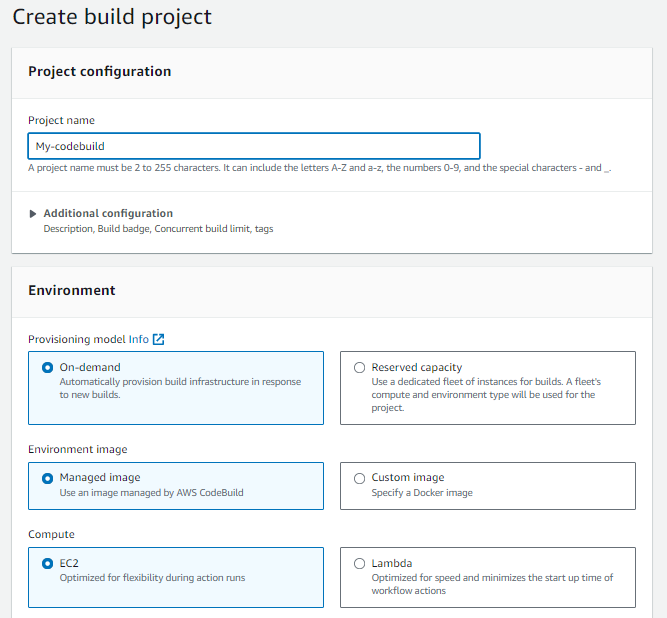 Create build project
Project configuration
Project name
My-codebuild
A project name must be 2 to 255 characters. It can include the letters A-Z and a-z, the numbers 0-9, and the special characters - and _.
Additional configuration
Description, Build badge, Concurrent build limit, tags
Environment
Provisioning model Info
On-demand
Automatically provision build infrastructure in response
to new builds.
Reserved capacity
Use a dedicated fleet of instances for builds. A fleet's
compute and environment type will be used for the
project.
Environment image
Managed image
Use an image managed by AWS CodeBuild
Custom image
Specify a Docker image
Compute
EC2
Optimized for flexibility during action runs
Lambda
Optimized for speed and minimizes the start up time of
workflow actions